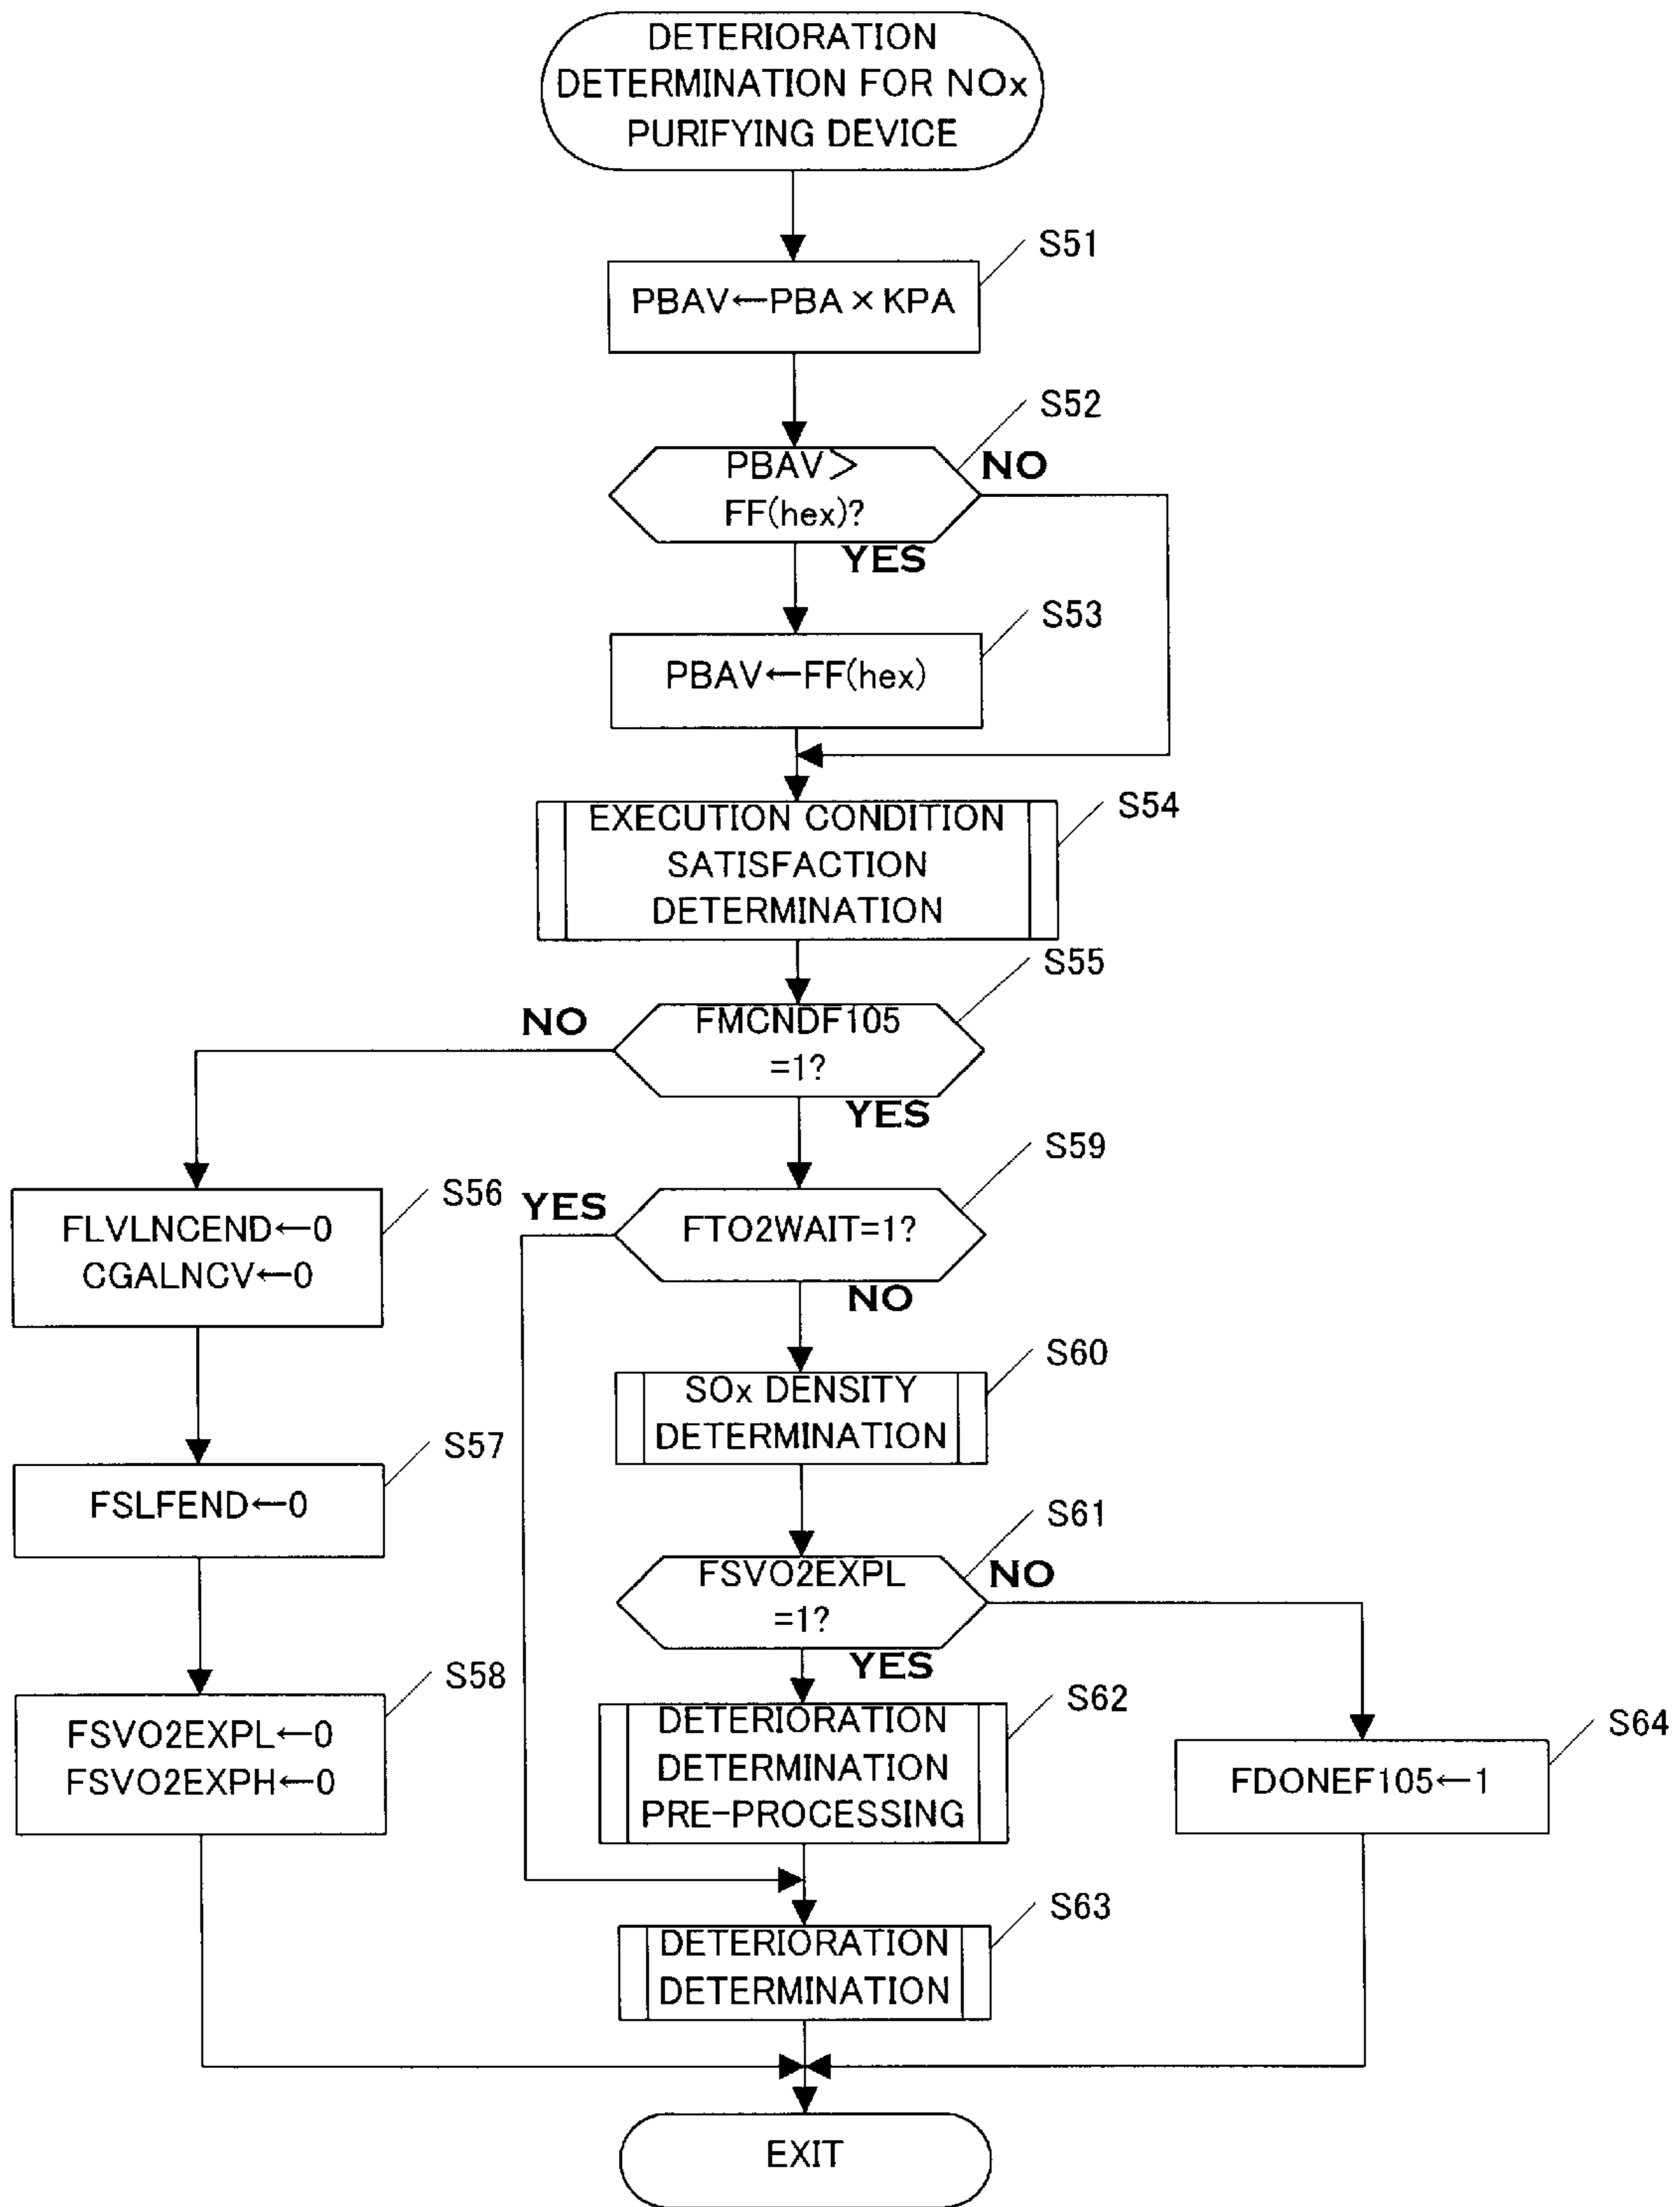 DETERIORATION
DETERMINATION FOR NOx
PURIFYING DEVICE
S51
PBAV←PBA×KPA
S52
PBAV>
FF(hex)?
NO
YES
S53
PBAV←FF(hex)
S54
EXECUTION CONDITION
SATISFACTION
DETERMINATION
S55
FMCNDF105
=1?
NO
YES
S56
FLVLNCEND←0
CGALNCV←0
S57
FSLFEND←0
S58
FSVO2EXPL←0
FSVO2EXPH←0
S59
FTO2WAIT=1?
YES
NO
S60
SOx DENSITY
DETERMINATION
S61
FSVO2EXPL
=1?
NO
YES
S62
DETERIORATION
DETERMINATION
PRE-PROCESSING
S64
FDONEF105←1
S63
DETERIORATION
DETERMINATION
EXIT